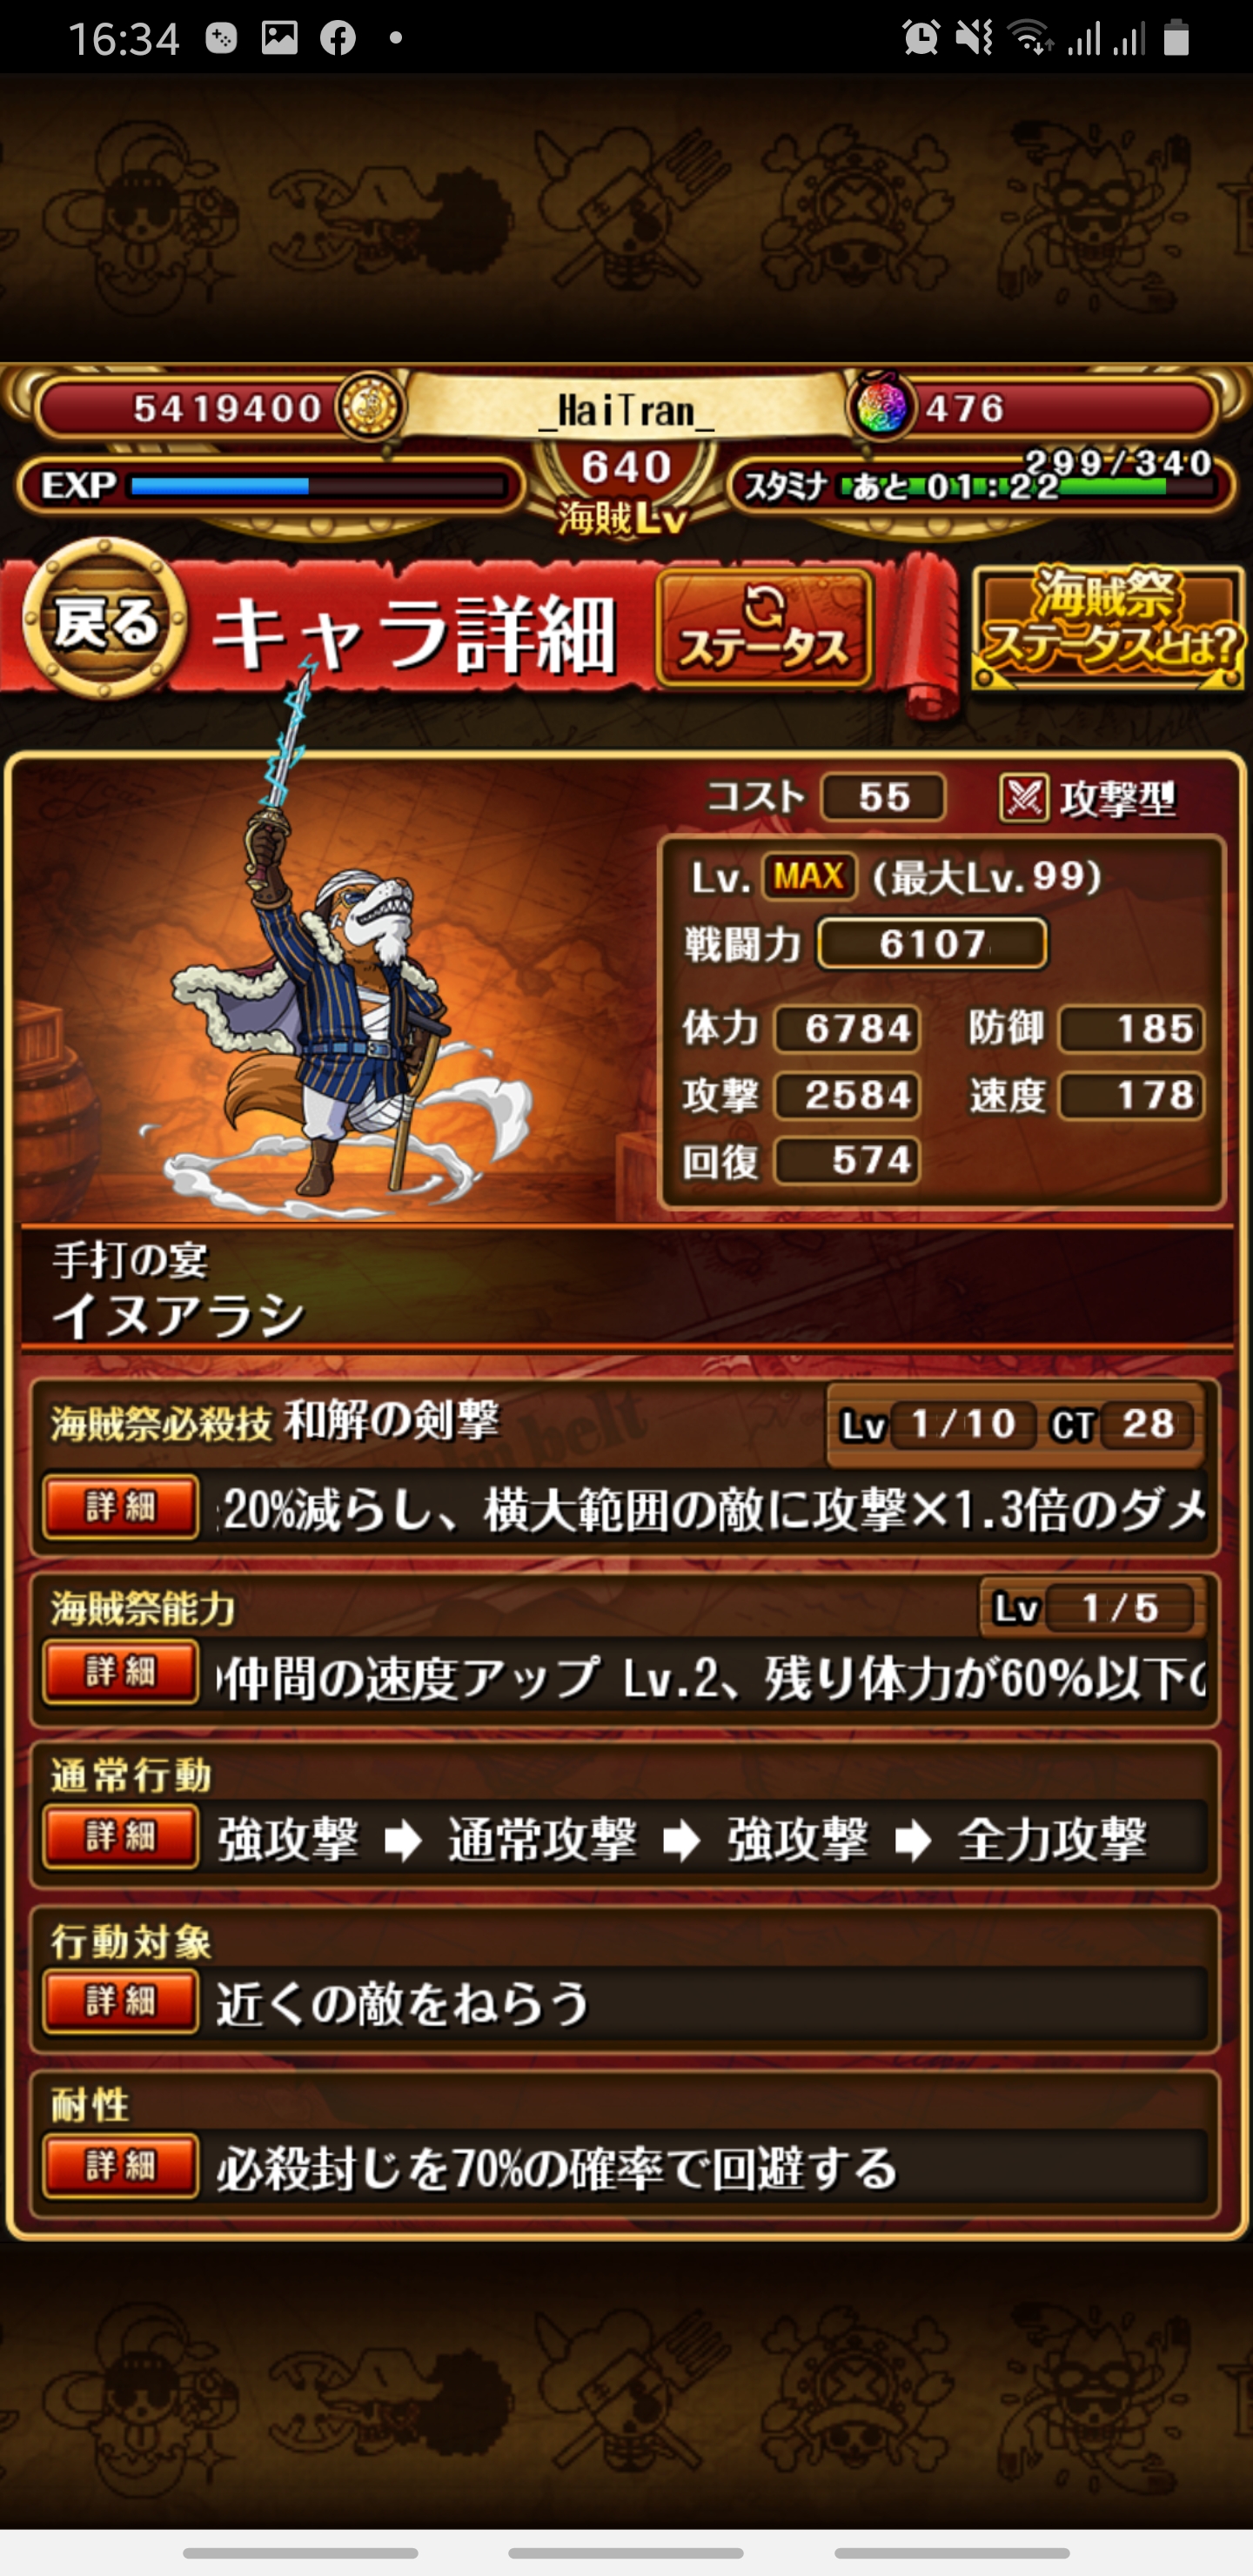 16:34
5419400
_HaiTran_
476
EXP
640
海賊Lv
スタミナ
299/340
あと 01:22
戻る
キャラ詳細
ステータス
海賊祭
ステータスとは?
コスト 55 攻撃型
Lv. MAX (最大Lv.99)
戦闘力 6107
体力 6784 防御 185
攻撃 2584 速度 178
回復 574
手打の宴
イヌアラシ
海賊祭必殺技 和解の剣撃 Lv 1/10 CT 28
詳細 20%減らし、横大範囲の敵に攻撃×1.3倍のダメ
海賊祭能力 Lv 1/5
詳細 仲間の速度アップ Lv.2、残り体力が60%以下の
通常行動
詳細 強攻撃 ➡ 通常攻撃 ➡ 強攻撃 ➡ 全力攻撃
行動対象
詳細 近くの敵をねらう
耐性
詳細 必殺封じを70%の確率で回避する